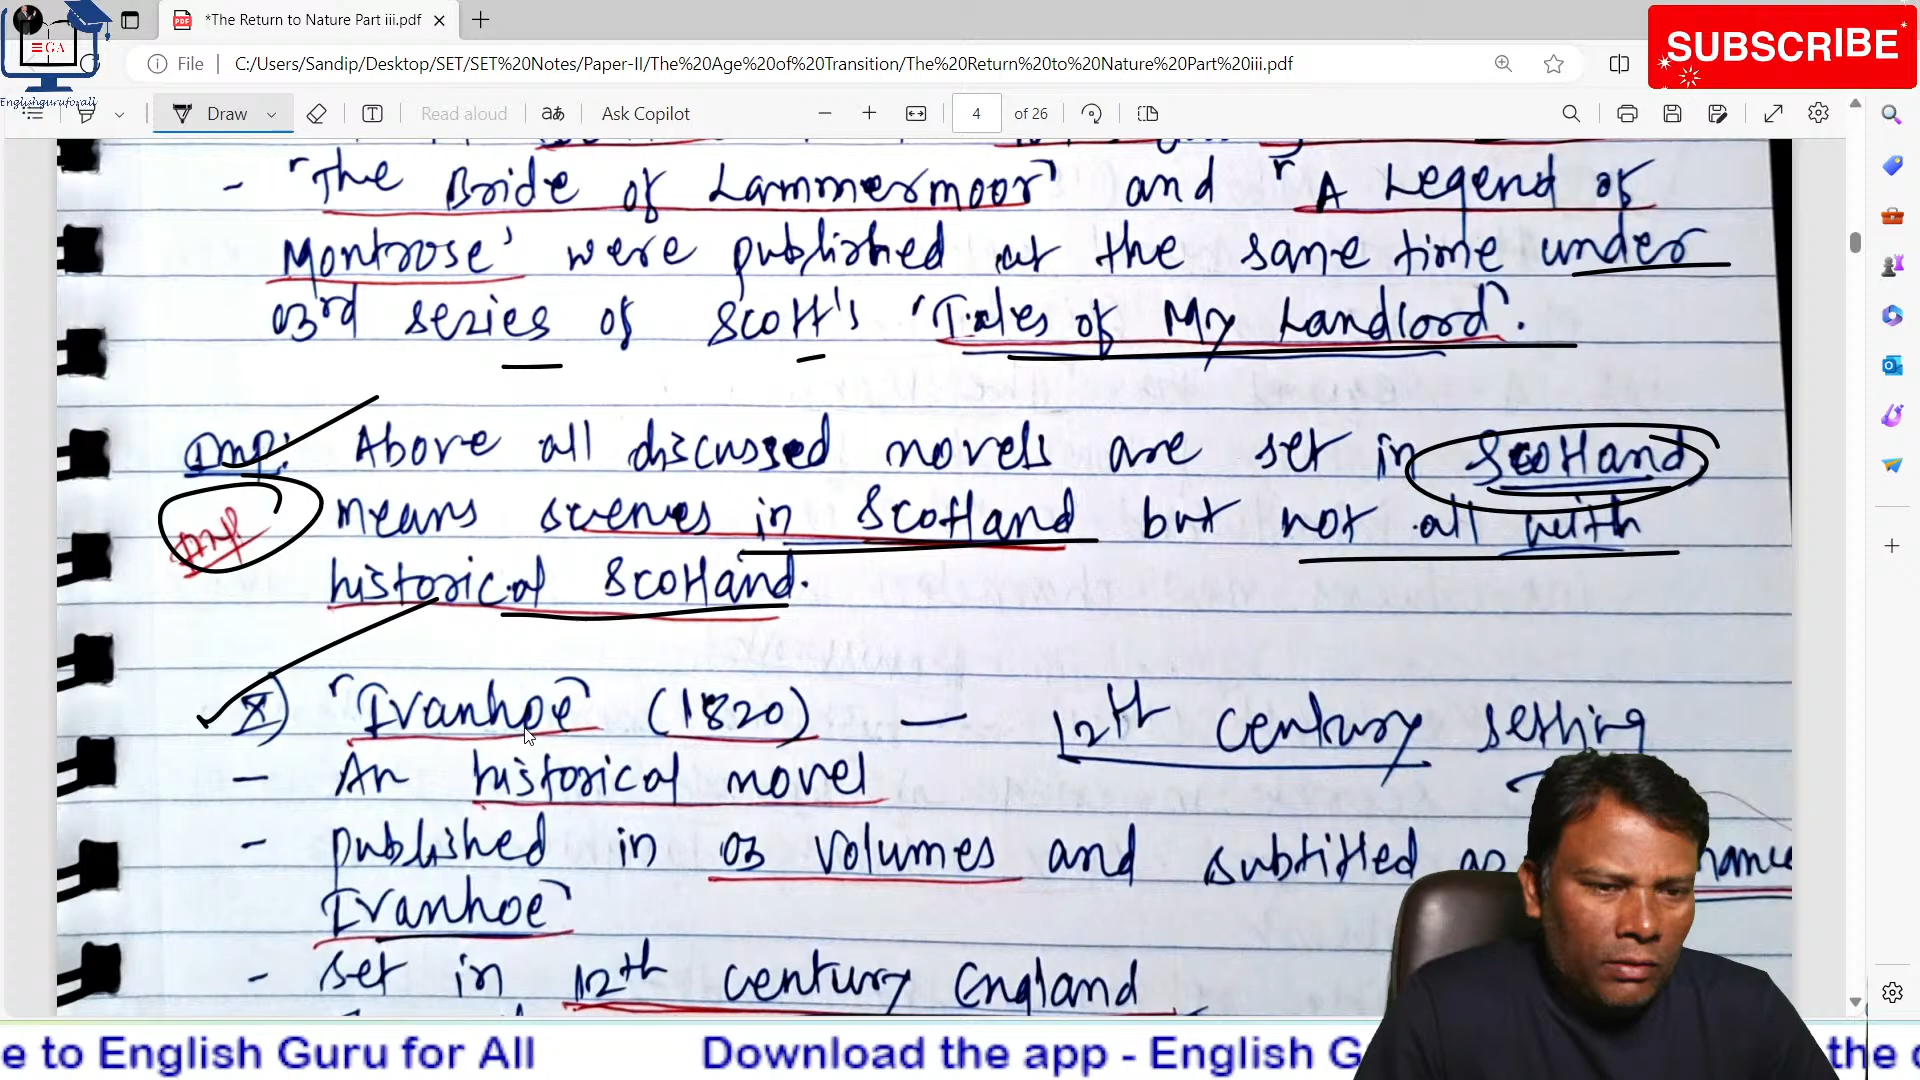 *The Return to Nature Part iii.pdf
SUBSCRIBE
GA
Englishguruforall
File C:/Users/Sandip/Desktop/SET/SET%20Notes/Paper-II/The%20Age%20of%20Transition/The%20Return%20to%20Nature%20Part%20iii.pdf
Draw Read aloud aあ Ask Copilot 4 of 26
- "The Bride of Lammermoor" and "A Legend of
Montrose" were published at the same time under
03rd series of Scott's "Tales of My Landlord".
Imp: Above all discussed novels are set in Scotland
Imp! means scenes in Scotland but not all with
historical Scotland.
X) "Ivanhoe" (1820) — 12th century setting
- An historical novel
- published in 03 volumes and subtitled as
Ivanhoe"
- set in 12th century England
e to English Guru for All Download the app - English G the